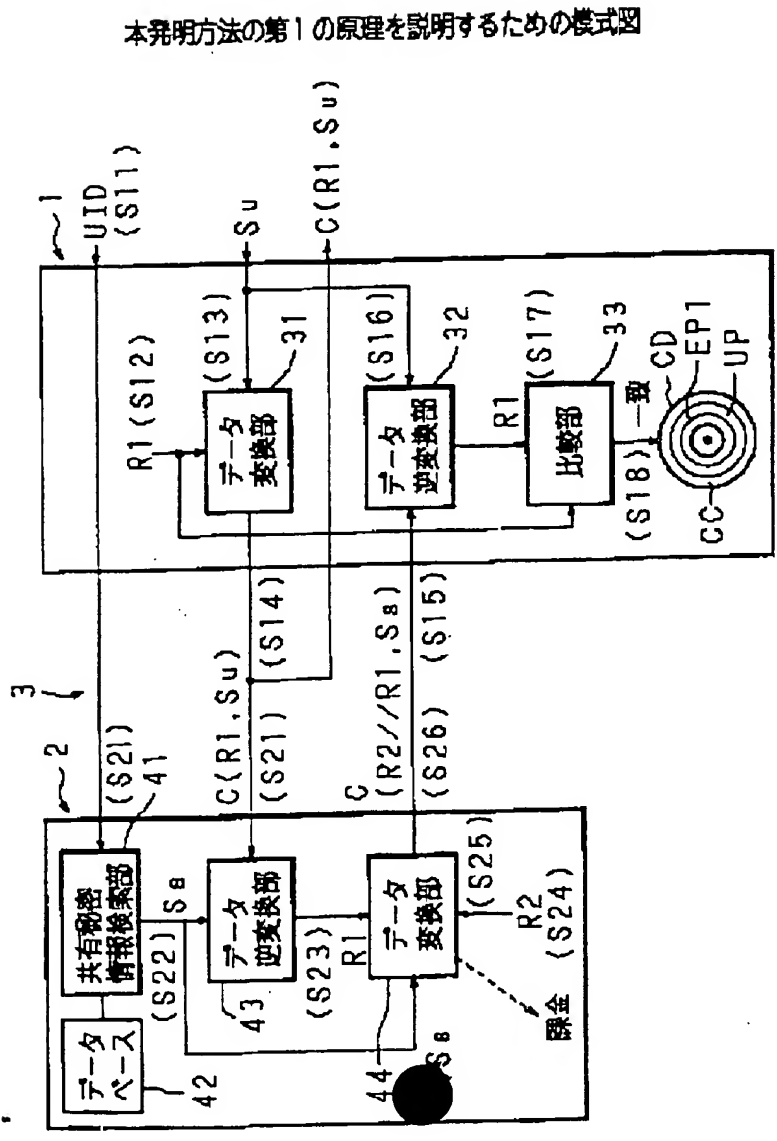 本発明方法の第1の原理を説明するための模式図
1
UID
(S11)
Su
C(R1,Su)
R1(S12)
(S13)
31
データ
変換部
(S14)
(S16)
32
データ
逆変換部
R1
(S17)
33
比較部
一致
(S18)
CD
EP1
UP
CC
3
(S15)
2
(S21)
41
C(R1,Su)
(S21)
C
(R2//R1,Ss)
(S26)
共有秘密
情報検索部
データ
ベース
42
(S22)
Ss
データ
逆変換部
43
(S23)
R1
データ
変換部
44
(S25)
R2
(S24)
課金